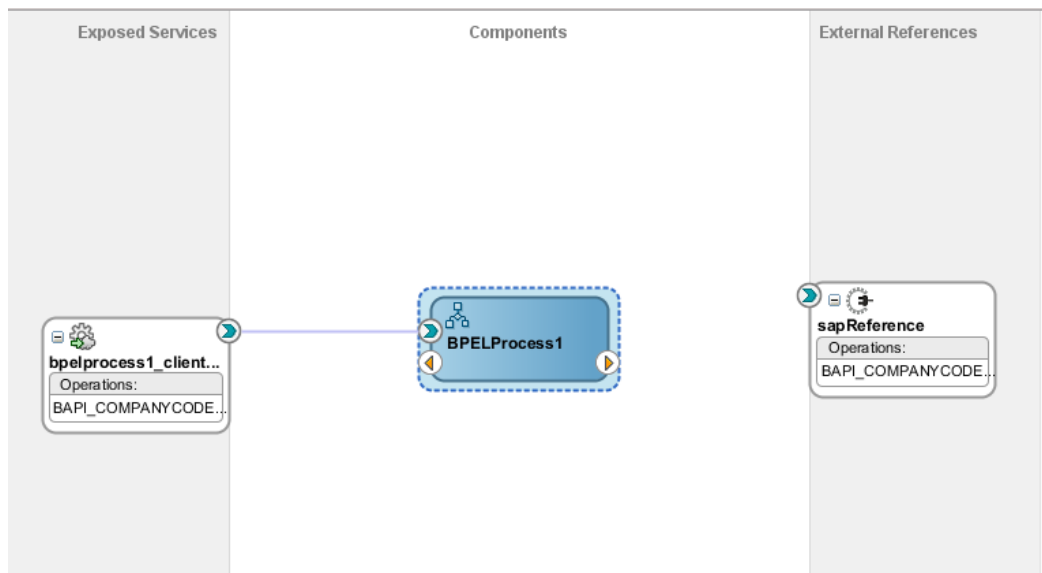 Exposed Services
Components
External References
bpelprocess1_client...
Operations:
BAPI_COMPANYCODE...
BPELProcess1
sapReference
Operations:
BAPI_COMPANYCODE...